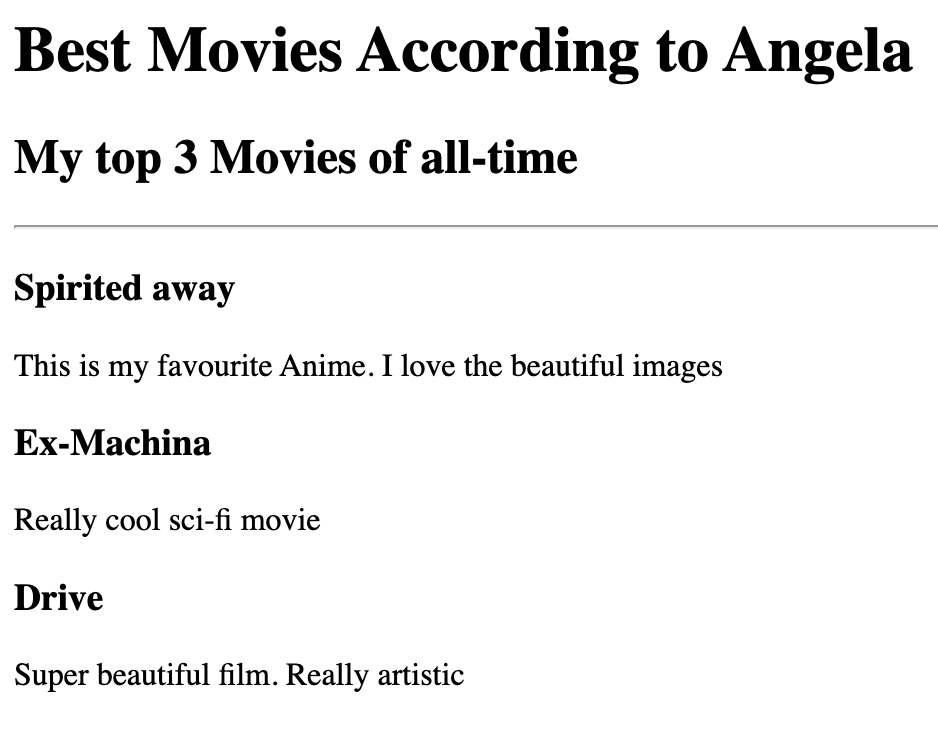 Best Movies According to Angela
My top 3 Movies of all-time
Spirited away
This is my favourite Anime. I love the beautiful images
Ex-Machina
Really cool sci-fi movie
Drive
Super beautiful film. Really artistic